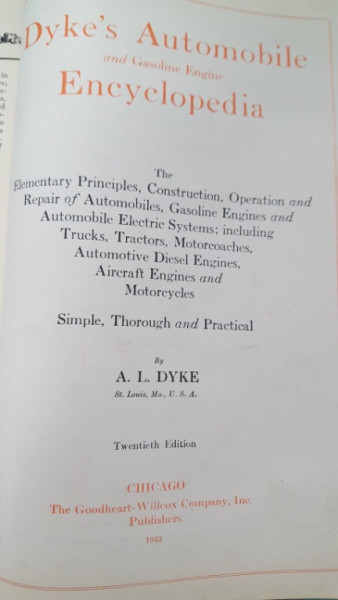 Dyke's Automobile
and Gasoline Engine
Encyclopedia
The
Elementary Principles, Construction, Operation and
Repair of Automobiles, Gasoline Engines and
Automobile Electric Systems; including
Trucks, Tractors, Motorcoaches,
Automotive Diesel Engines,
Aircraft Engines and
Motorcycles
Simple, Thorough and Practical
By
A. L. DYKE
St. Louis, Mo., U. S. A.
Twentieth Edition
CHICAGO
The Goodheart-Willcox Company, Inc.
Publishers
1943